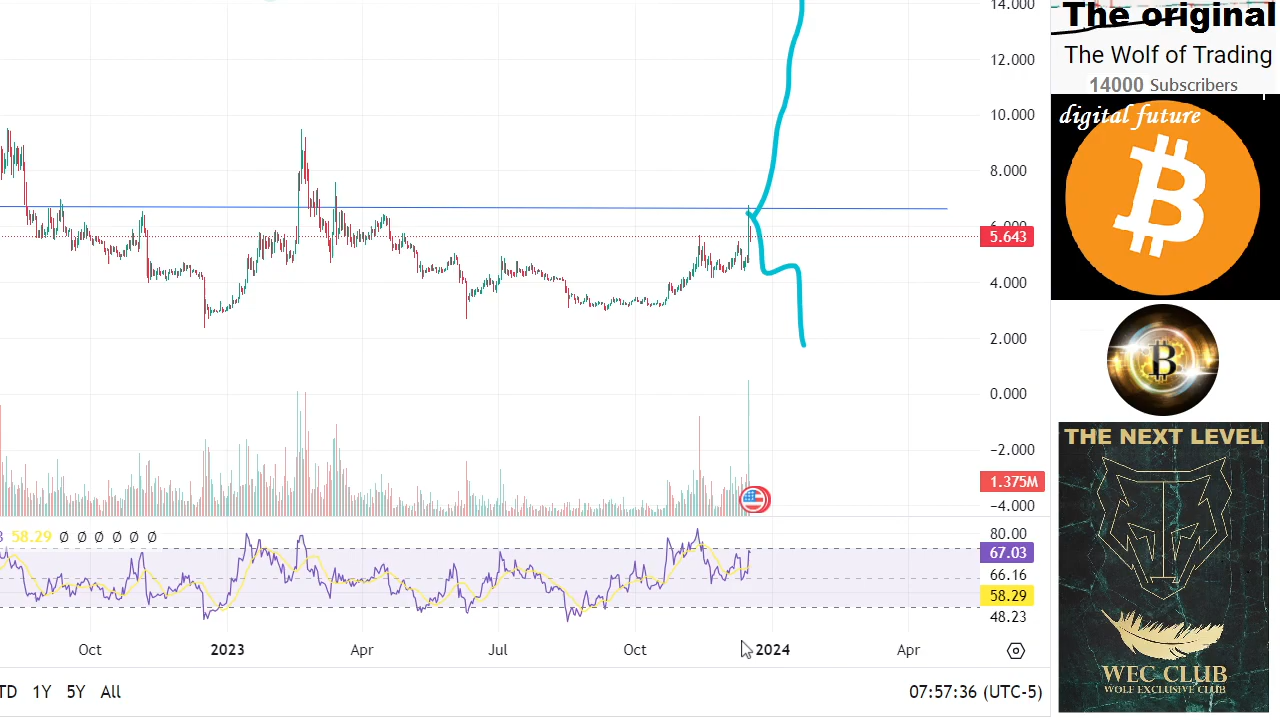 14.000
12.000
10.000
8.000
6.000
5.643
4.000
2.000
0.000
−2.000
1.375M
−4.000
58.29 Ø Ø Ø Ø Ø Ø
80.00
67.03
66.16
58.29
48.23
Oct 2023 Apr Jul Oct 2024 Apr
TD 1Y 5Y All
07:57:36 (UTC-5)
The original
The Wolf of Trading
14000 Subscribers
digital future
THE NEXT LEVEL
WEC CLUB
WOLF EXCLUSIVE CLUB